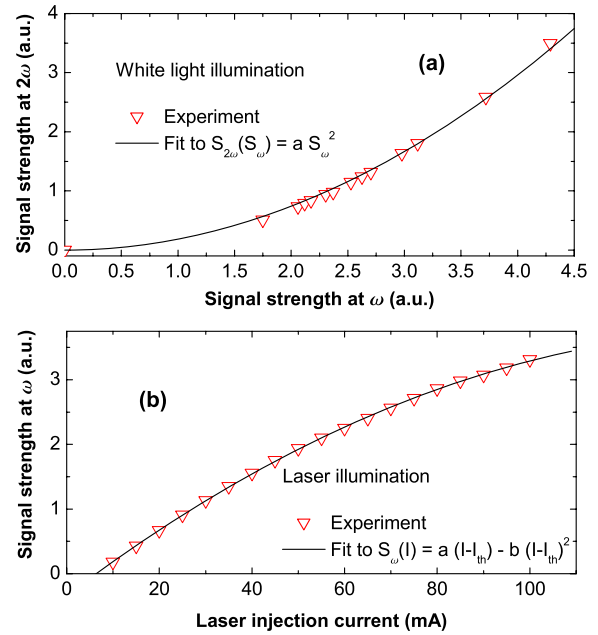 4
3
2
1
0
Signal strength at 2ω (a.u.)
(a)
White light illumination
Experiment
Fit to S₂ω(Sω) = a Sω²
0.0 0.5 1.0 1.5 2.0 2.5 3.0 3.5 4.0 4.5
Signal strength at ω (a.u.)
3
2
1
0
Signal strength at ω (a.u.)
(b)
Laser illumination
Experiment
Fit to Sω(I) = a (I-Ith) - b (I-Ith)²
0 20 40 60 80 100
Laser injection current (mA)